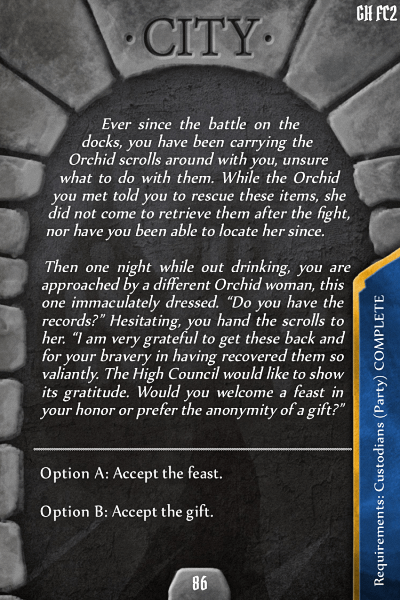 GH FC2
·CITY·
Ever since the battle on the
docks, you have been carrying the
Orchid scrolls around with you, unsure
what to do with them. While the Orchid
you met told you to rescue these items, she
did not come to retrieve them after the fight,
nor have you been able to locate her since.
Then one night while out drinking, you are
approached by a different Orchid woman, this
one immaculately dressed. “Do you have the
records?” Hesitating, you hand the scrolls to
her. “I am very grateful to get these back and
for your bravery in having recovered them so
valiantly. The High Council would like to show
its gratitude. Would you welcome a feast in
your honor or prefer the anonymity of a gift?”
Option A: Accept the feast.
Option B: Accept the gift.
Requirements: Custodians (Party) COMPLETE
86